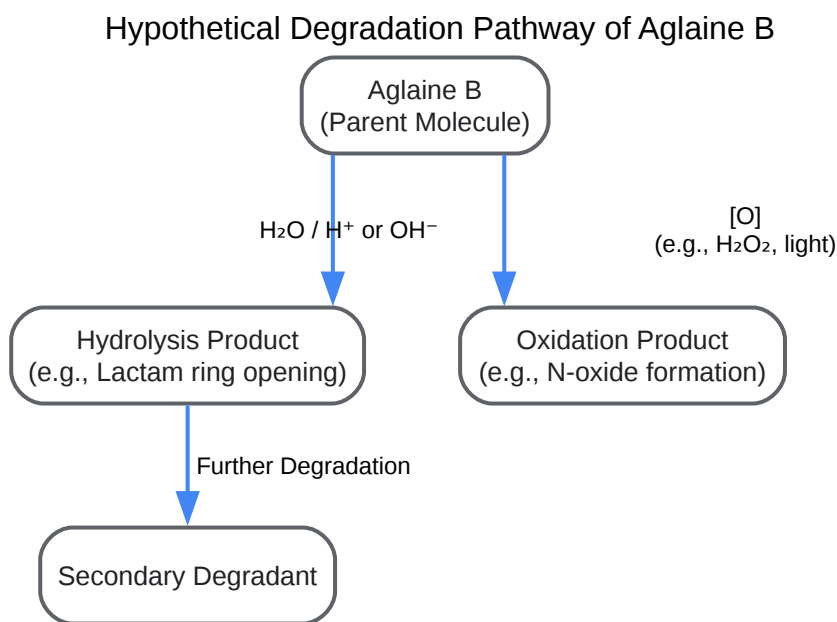 Hypothetical Degradation Pathway of Aglaine B
Aglaine B
(Parent Molecule)
H₂O / H⁺ or OH⁻
[O]
(e.g., H₂O₂, light)
Hydrolysis Product
(e.g., Lactam ring opening)
Oxidation Product
(e.g., N-oxide formation)
Further Degradation
Secondary Degradant